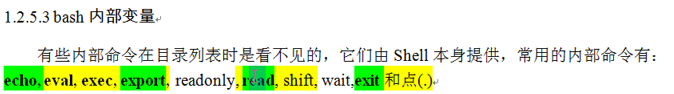 1.2.5.3 bash 内部变量
有些内部命令在目录列表时是看不见的，它们由 Shell 本身提供，常用的内部命令有：
echo, eval, exec, export, readonly, read, shift, wait,exit 和点(.)